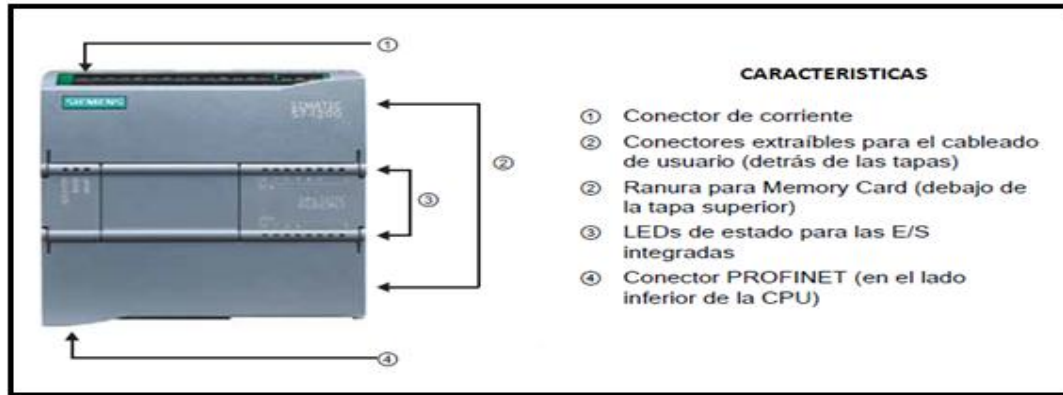 ①
SIEMENS
SIMATIC
S7-1200
②
③
④
CARACTERISTICAS
① Conector de corriente
② Conectores extraíbles para el cableado
de usuario (detrás de las tapas)
② Ranura para Memory Card (debajo de
la tapa superior)
③ LEDs de estado para las E/S
integradas
④ Conector PROFINET (en el lado
inferior de la CPU)